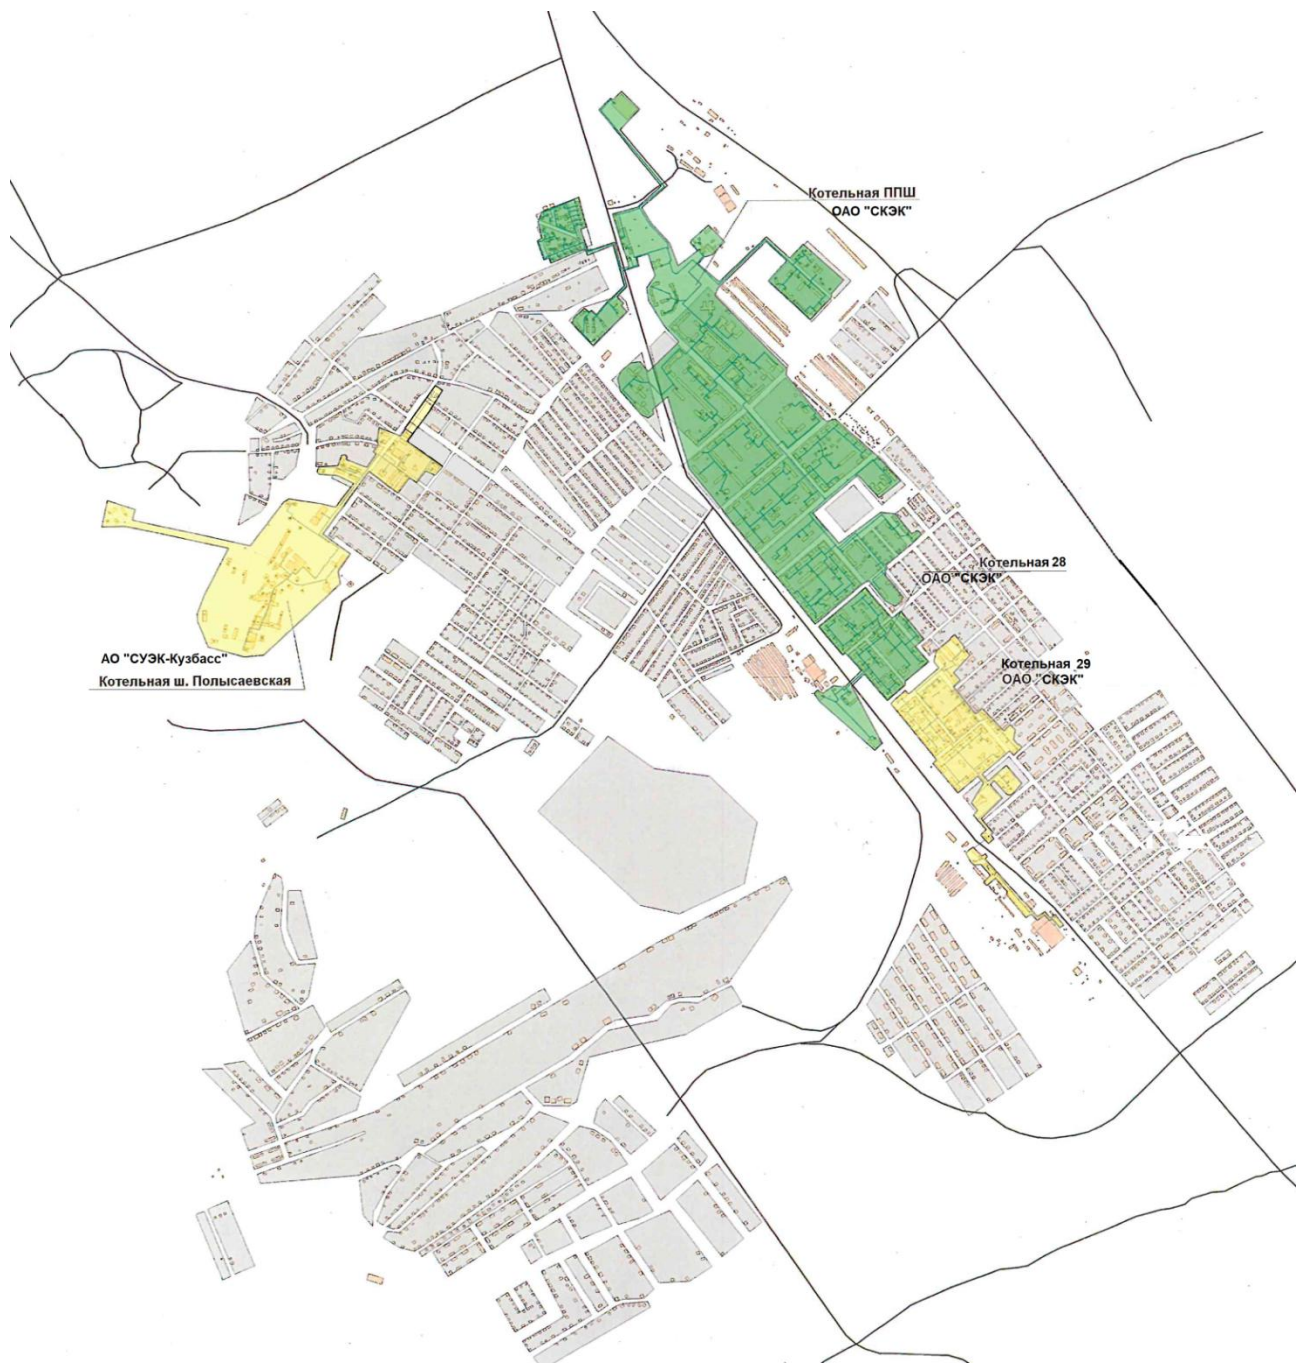 Котельная ППШ
ОАО "СКЭК"
Котельная 28
ОАО "СКЭК"
Котельная 29
ОАО "СКЭК"
АО "СУЭК-Кузбасс"
Котельная ш. Полысаевская